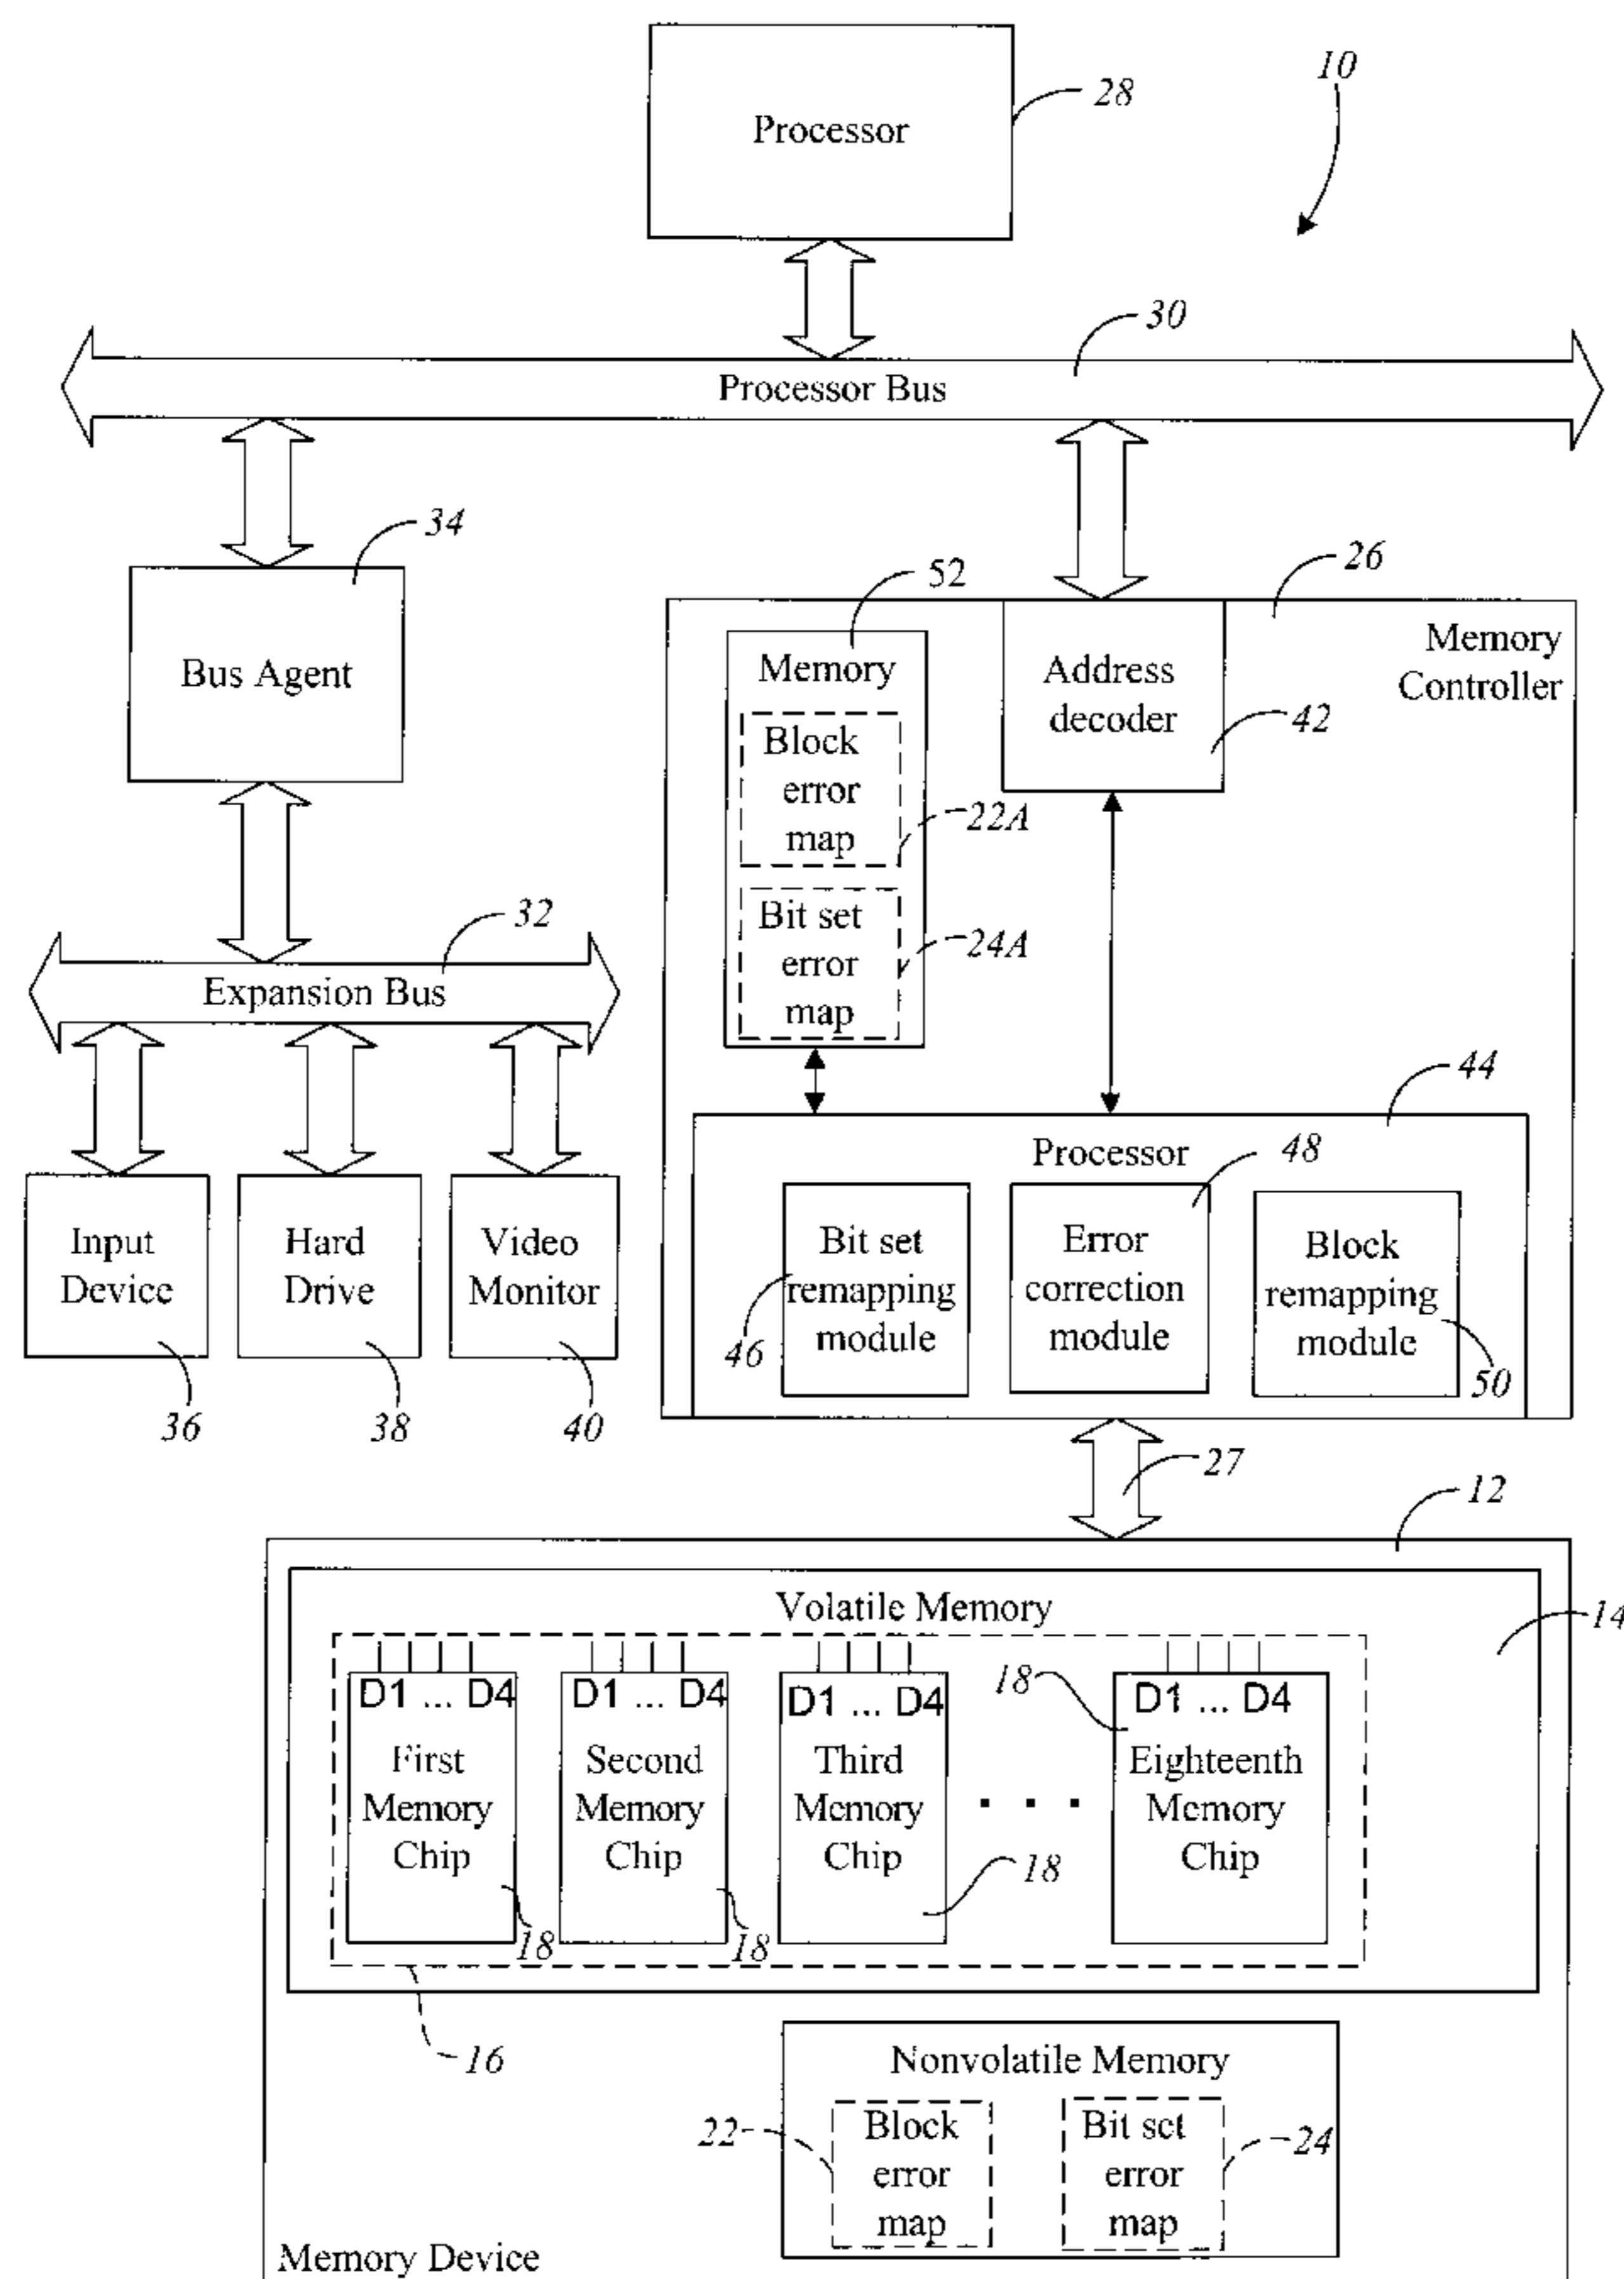 10
Processor
28
30
Processor Bus
34
Bus Agent
26
Memory
Controller
52
Memory
Block
error
map
22A
Bit set
error
map
24A
Address
decoder
42
32
Expansion Bus
44
Processor
48
Input
Device
36
Hard
Drive
38
Video
Monitor
40
Bit set
remapping
module
46
Error
correction
module
Block
remapping
module
50
27
12
Volatile Memory
14
D1 ... D4
First
Memory
Chip
18
D1 ... D4
Second
Memory
Chip
18
D1 ... D4
Third
Memory
Chip
18
. . .
18
D1 ... D4
Eighteenth
Memory
Chip
16
Nonvolatile Memory
22
Block
error
map
Bit set
error
map
24
Memory Device